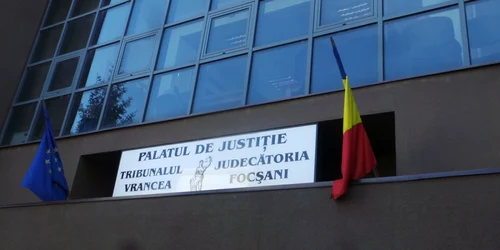 PALATUL DE JUSTIȚIE
TRIBUNALUL JUDECĂTORIA
VRANCEA FOCȘANI